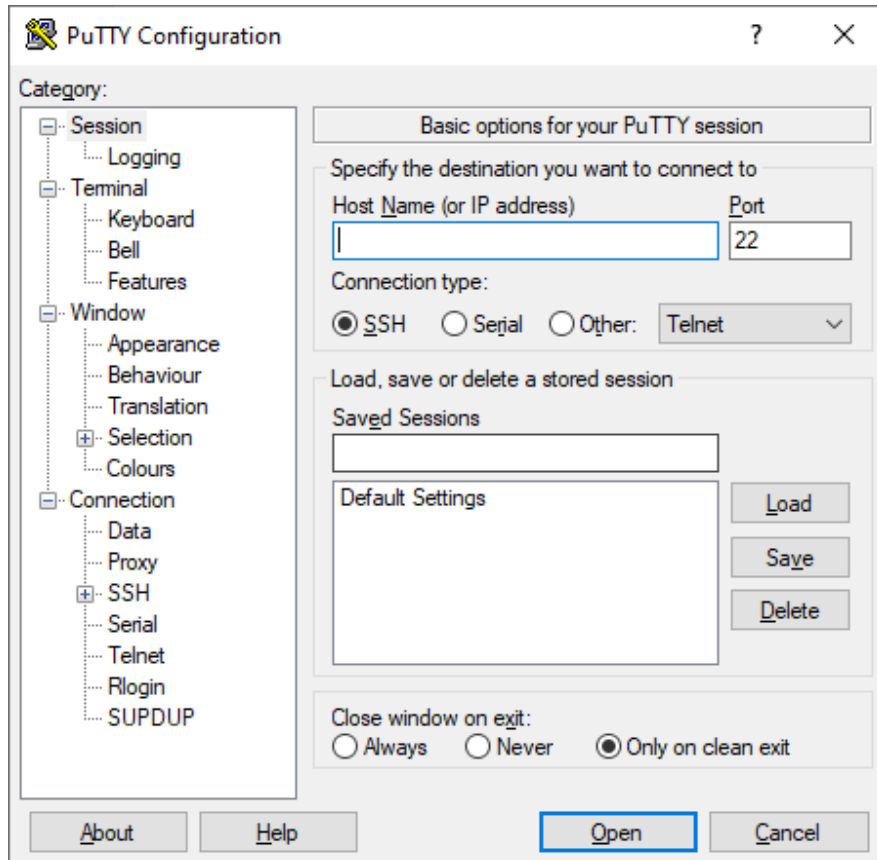 PuTTY Configuration
?
Category:
Session
Logging
Terminal
Keyboard
Bell
Features
Window
Appearance
Behaviour
Translation
Selection
Colours
Connection
Data
Proxy
SSH
Serial
Telnet
Rlogin
SUPDUP
Basic options for your PuTTY session
Specify the destination you want to connect to
Host Name (or IP address) Port
22
Connection type:
SSH Serial Other: Telnet
Load, save or delete a stored session
Saved Sessions
Default Settings
Load
Save
Delete
Close window on exit:
Always Never Only on clean exit
About Help Open Cancel